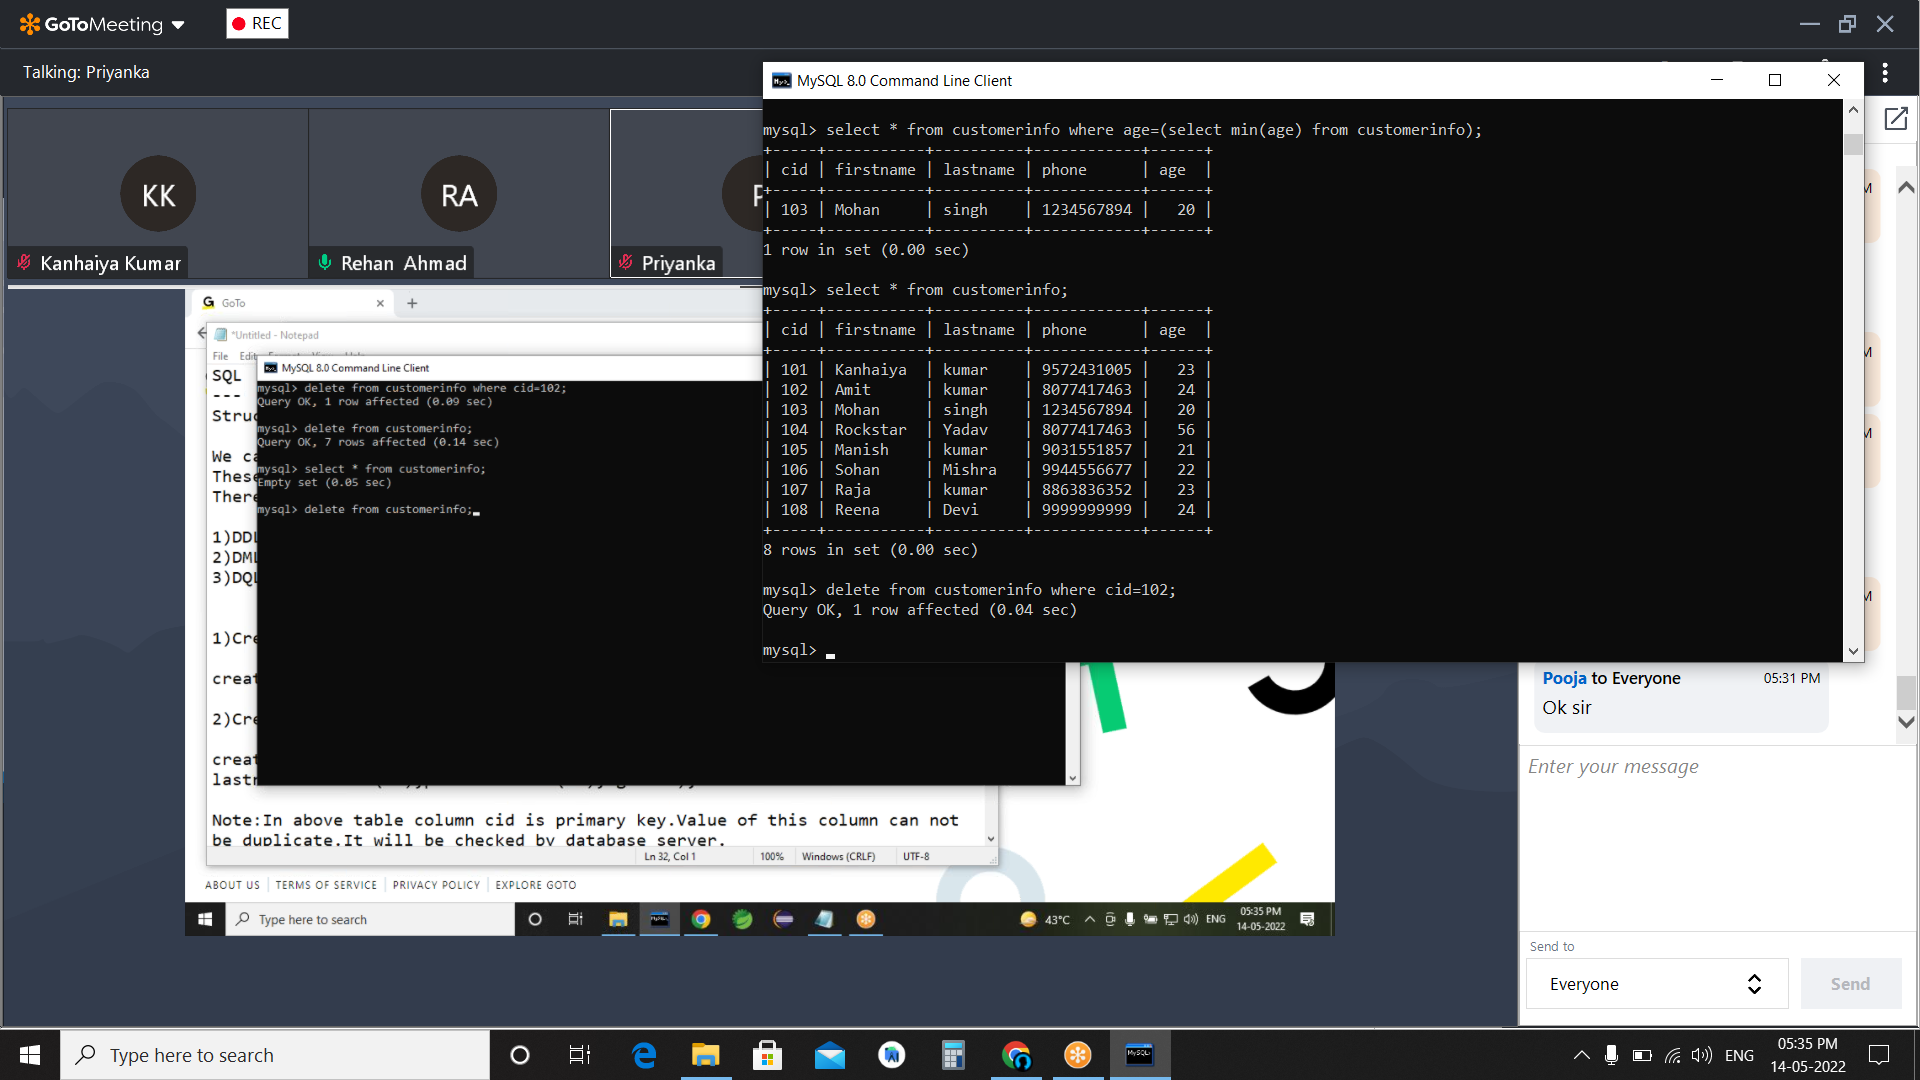 GoToMeeting
REC
Talking: Priyanka
KK
Kanhaiya Kumar
RA
Rehan Ahmad
Priyanka
MySQL 8.0 Command Line Client
mysql> select * from customerinfo where age=(select min(age) from customerinfo);
+-----+-----------+----------+------------+------+
| cid | firstname | lastname | phone      | age  |
+-----+-----------+----------+------------+------+
| 103 | Mohan     | singh    | 1234567894 |   20 |
+-----+-----------+----------+------------+------+
1 row in set (0.00 sec)
mysql> select * from customerinfo;
+-----+-----------+----------+------------+------+
| cid | firstname | lastname | phone      | age  |
+-----+-----------+----------+------------+------+
| 101 | Kanhaiya  | kumar    | 9572431005 |   23 |
| 102 | Amit      | kumar    | 8077417463 |   24 |
| 103 | Mohan     | singh    | 1234567894 |   20 |
| 104 | Rockstar  | Yadav    | 8077417463 |   56 |
| 105 | Manish    | kumar    | 9031551857 |   21 |
| 106 | Sohan     | Mishra   | 9944556677 |   22 |
| 107 | Raja      | kumar    | 8863836352 |   23 |
| 108 | Reena     | Devi     | 9999999999 |   24 |
+-----+-----------+----------+------------+------+
8 rows in set (0.00 sec)
mysql> delete from customerinfo where cid=102;
Query OK, 1 row affected (0.04 sec)
mysql>
GoTo
*Untitled - Notepad
File Edit
SQL
---
MySQL 8.0 Command Line Client
mysql> delete from customerinfo where cid=102;
Query OK, 1 row affected (0.09 sec)
mysql> delete from customerinfo;
Query OK, 7 rows affected (0.14 sec)
mysql> select * from customerinfo;
Empty set (0.05 sec)
mysql> delete from customerinfo;
We
1)DDL
2)DML
3)DQL
Note:In above table column cid is primary key.Value of this column can not
be duplicate.It will be checked by database server.
Ln 32, Col 1
100%
Windows (CRLF)
UTF-8
ABOUT US | TERMS OF SERVICE | PRIVACY POLICY | EXPLORE GOTO
Type here to search
43°C
ENG
05:35 PM
14-05-2022
Pooja to Everyone
05:31 PM
Ok sir
Enter your message
Send to
Everyone
Send
Type here to search
ENG
05:35 PM
14-05-2022